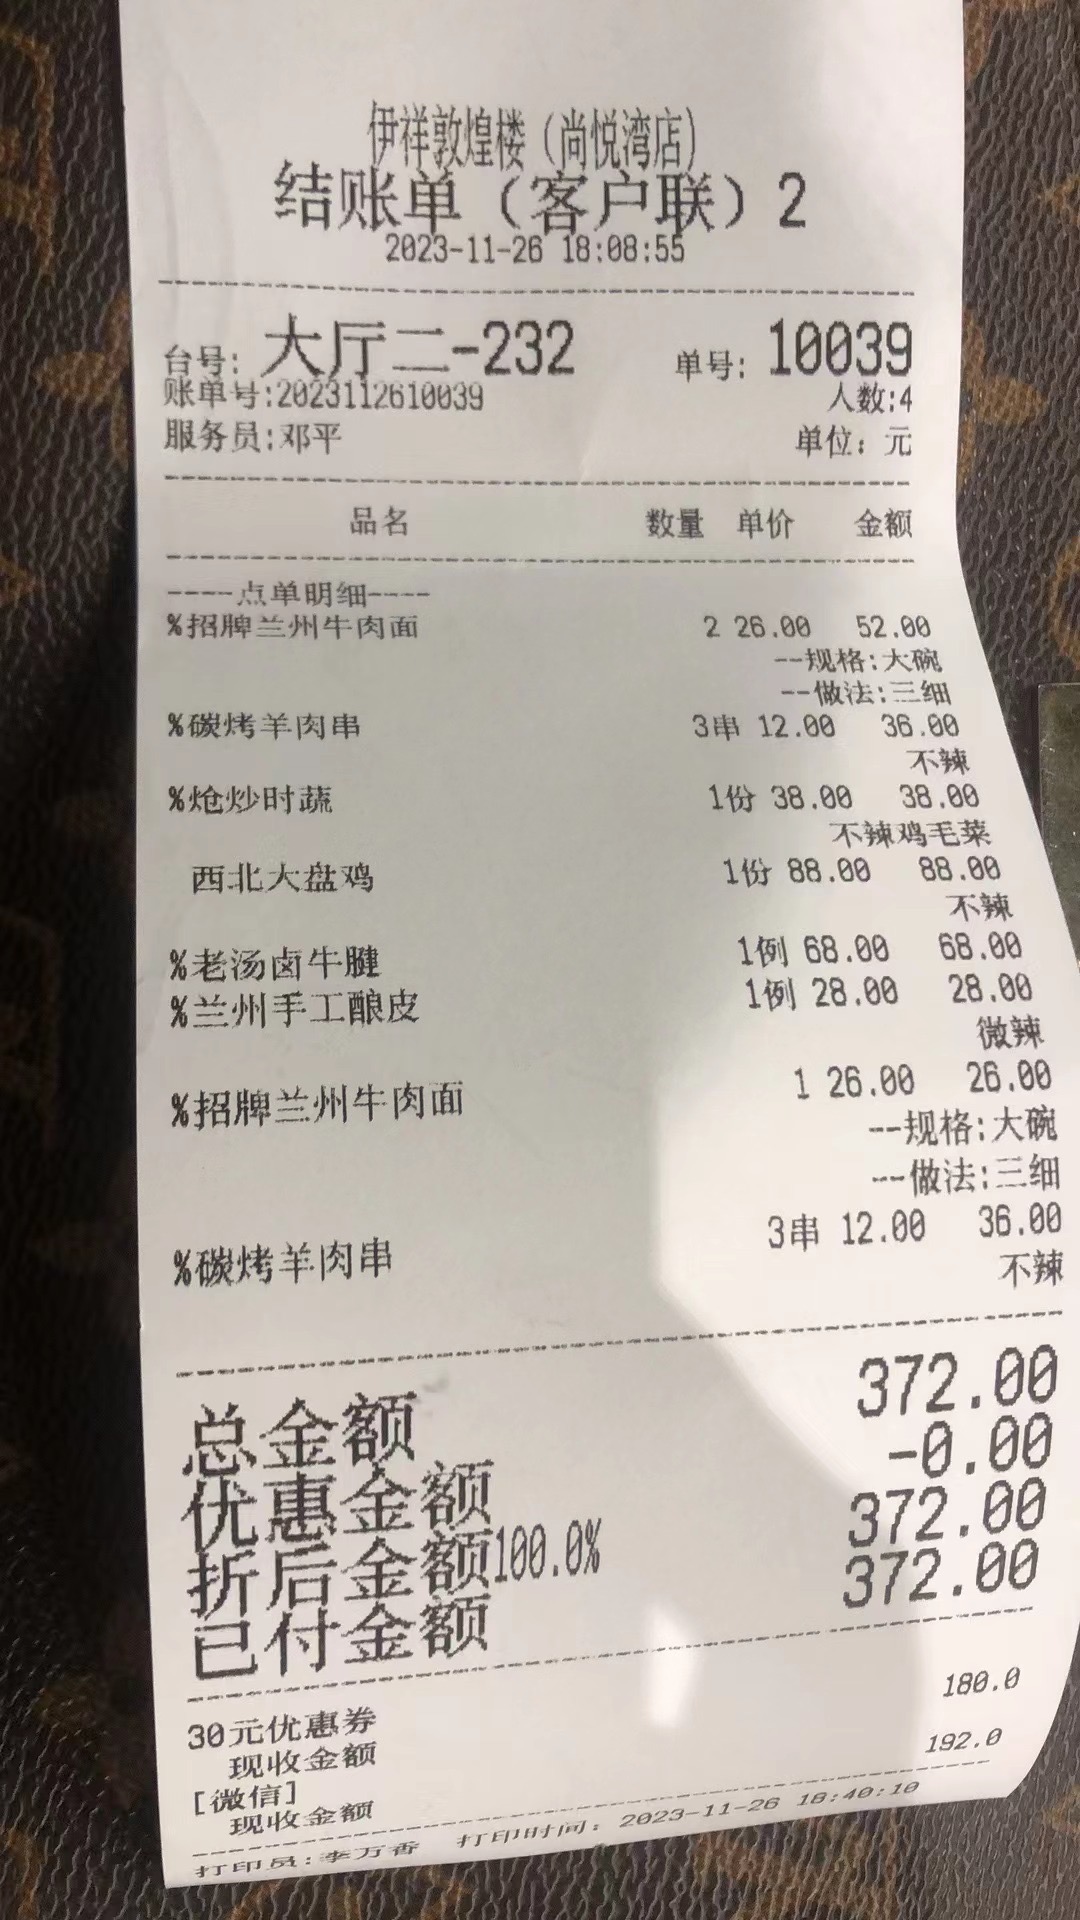 伊祥敦煌楼（尚悦湾店）
结账单（客户联）2
2023-11-26 18:08:55
台号: 大厅二-232 单号: 10039
账单号:2023112610039 人数:4
服务员:邓平 单位：元
品名 数量 单价 金额
----点单明细----
%招牌兰州牛肉面 2 26.00 52.00
--规格:大碗
--做法:三细
%碳烤羊肉串 3串 12.00 36.00
不辣
%炝炒时蔬 1份 38.00 38.00
不辣鸡毛菜
西北大盘鸡 1份 88.00 88.00
不辣
%老汤卤牛腱 1例 68.00 68.00
%兰州手工酿皮 1例 28.00 28.00
微辣
%招牌兰州牛肉面 1 26.00 26.00
--规格:大碗
--做法:三细
%碳烤羊肉串 3串 12.00 36.00
不辣
总金额 372.00
优惠金额 -0.00
折后金额100.0% 372.00
已付金额 372.00
30元优惠券
现收金额 180.0
[微信]
现收金额 192.0
打印员:李万香 打印时间: 2023-11-26 18:40:10